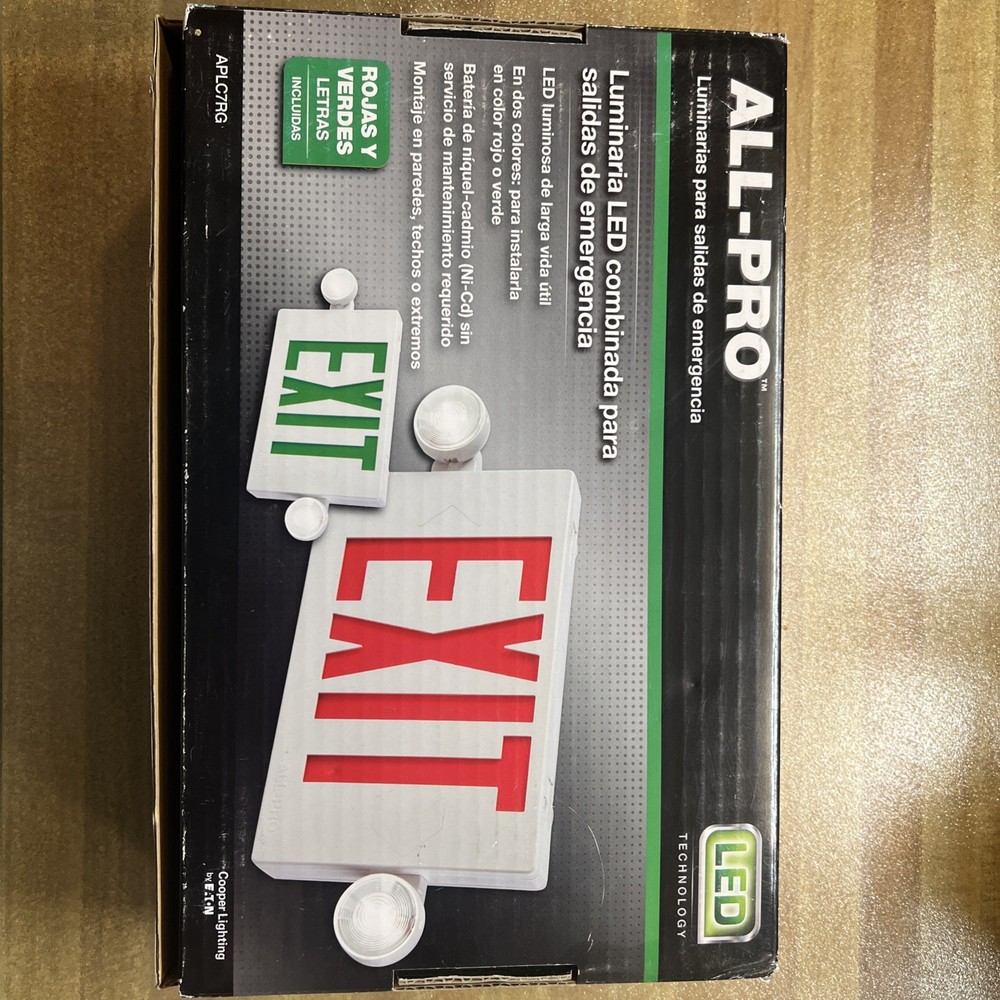 ALL-PRO™
Luminarias para salidas de emergencia
LED
TECHNOLOGY
Luminaria LED combinada para
salidas de emergencia
LED luminosa de larga vida útil
En dos colores: para instalarla
en color rojo o verde
Batería de níquel-cadmio (Ni-Cd) sin
servicio de mantenimiento requerido
Montaje en paredes, techos o extremos
ROJAS Y
VERDES
LETRAS
INCLUIDAS
EXIT
EXIT
ALL-PRO
APLC7RG
Cooper Lighting
by EATON